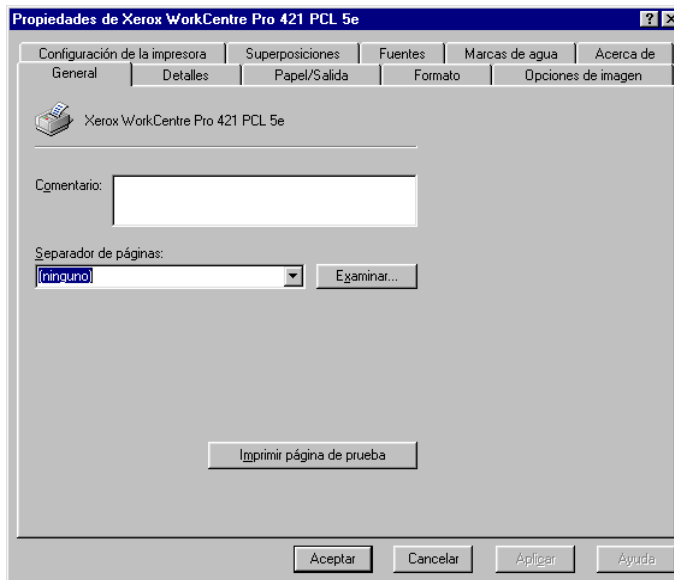 Propiedades de Xerox WorkCentre Pro 421 PCL 5e
Configuración de la impresora Superposiciones Fuentes Marcas de agua Acerca de
General Detalles Papel/Salida Formato Opciones de imagen
Xerox WorkCentre Pro 421 PCL 5e
Comentario:
Separador de páginas:
(ninguno) Examinar...
Imprimir página de prueba
Aceptar Cancelar Aplicar Ayuda